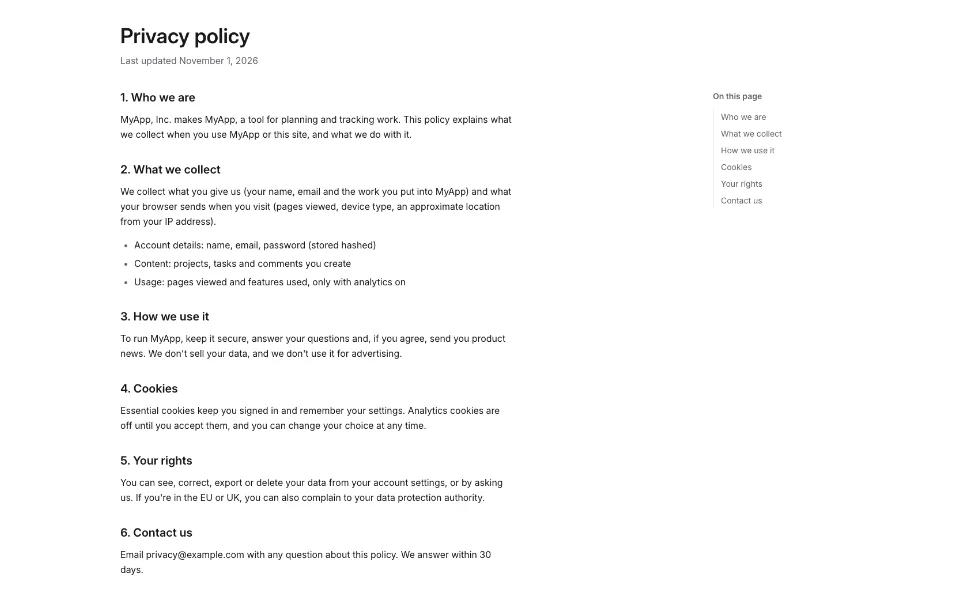 Privacy policy
Last updated November 1, 2026
1. Who we are
MyApp, Inc. makes MyApp, a tool for planning and tracking work. This policy explains what
we collect when you use MyApp or this site, and what we do with it.
2. What we collect
We collect what you give us (your name, email and the work you put into MyApp) and what
your browser sends when you visit (pages viewed, device type, an approximate location
from your IP address).
• Account details: name, email, password (stored hashed)
• Content: projects, tasks and comments you create
• Usage: pages viewed and features used, only with analytics on
3. How we use it
To run MyApp, keep it secure, answer your questions and, if you agree, send you product
news. We don't sell your data, and we don't use it for advertising.
4. Cookies
Essential cookies keep you signed in and remember your settings. Analytics cookies are
off until you accept them, and you can change your choice at any time.
5. Your rights
You can see, correct, export or delete your data from your account settings, or by asking
us. If you're in the EU or UK, you can also complain to your data protection authority.
6. Contact us
Email privacy@example.com with any question about this policy. We answer within 30
days.
On this page
Who we are
What we collect
How we use it
Cookies
Your rights
Contact us